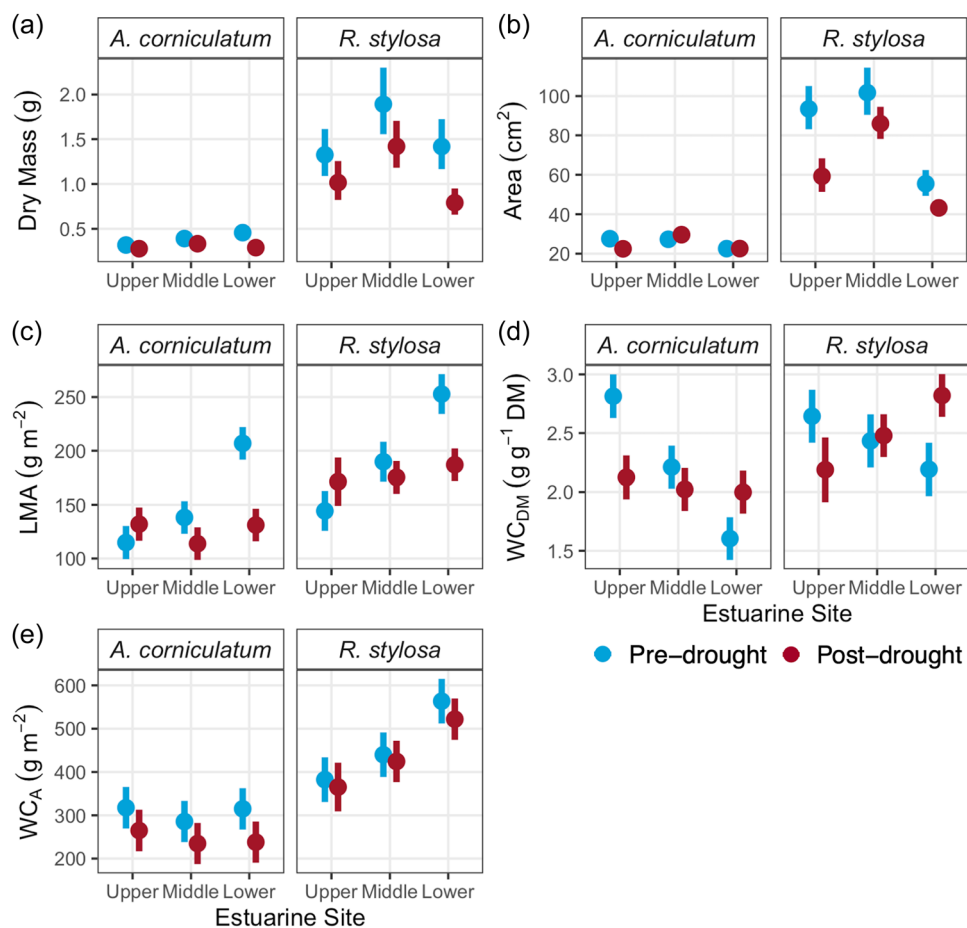 (a)
A. corniculatum
R. stylosa
Dry Mass (g)
2.0
1.5
1.0
0.5
Upper Middle Lower
Upper Middle Lower
(b)
A. corniculatum
R. stylosa
Area (cm²)
100
80
60
40
20
Upper Middle Lower
Upper Middle Lower
(c)
A. corniculatum
R. stylosa
LMA (g m⁻²)
250
200
150
100
Upper Middle Lower
Upper Middle Lower
(d)
A. corniculatum
R. stylosa
WC_DM (g g⁻¹ DM)
3.0
2.5
2.0
1.5
Upper Middle Lower
Upper Middle Lower
Estuarine Site
Pre−drought Post−drought
(e)
A. corniculatum
R. stylosa
WC_A (g m⁻²)
600
500
400
300
200
Upper Middle Lower
Upper Middle Lower
Estuarine Site